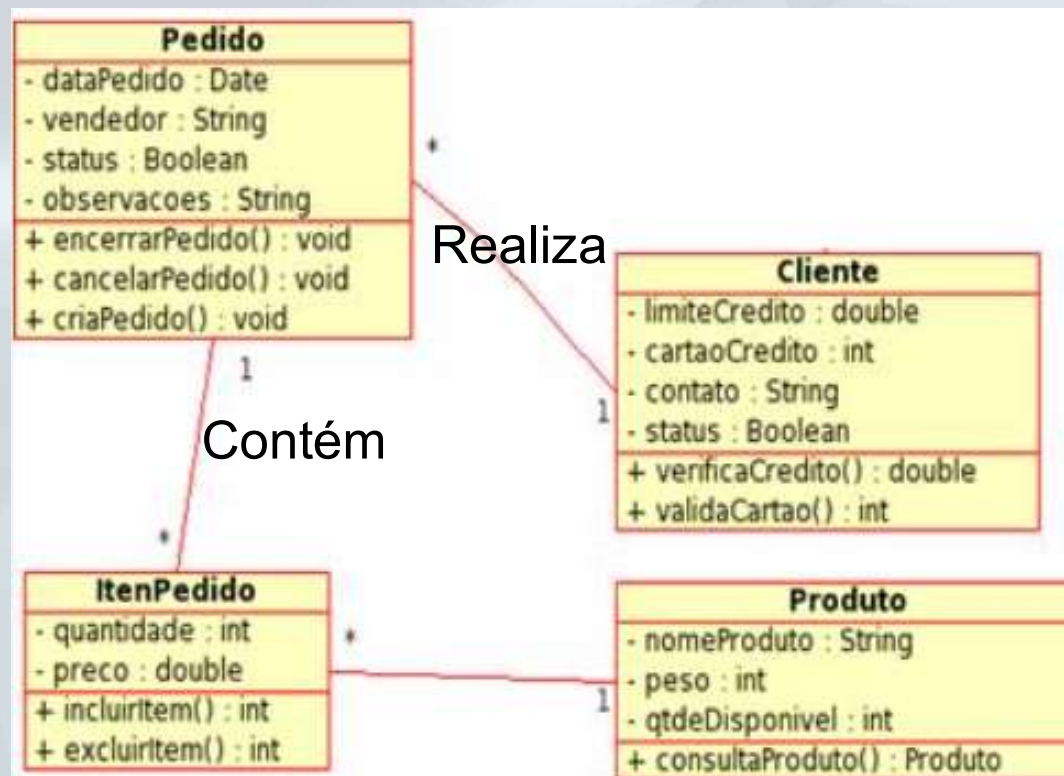 Pedido
- dataPedido : Date
- vendedor : String
- status : Boolean
- observacoes : String
+ encerrarPedido() : void
+ cancelarPedido() : void
+ criaPedido() : void
*
Realiza
1
Cliente
- limiteCredito : double
- cartaoCredito : int
- contato : String
- status : Boolean
+ verificaCredito() : double
+ validaCartao() : int
1
Contém
*
ItenPedido
- quantidade : int
- preco : double
+ incluirItem() : int
+ excluirItem() : int
*
1
Produto
- nomeProduto : String
- peso : int
- qtdeDisponivel : int
+ consultaProduto() : Produto